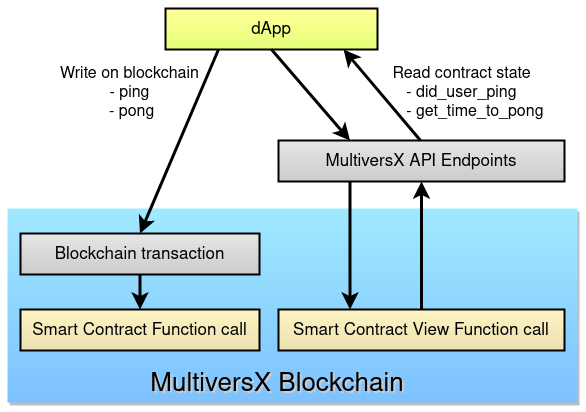 dApp
Write on blockchain
- ping
- pong
Read contract state
- did_user_ping
- get_time_to_pong
MultiversX API Endpoints
Blockchain transaction
Smart Contract Function call
Smart Contract View Function call
MultiversX Blockchain